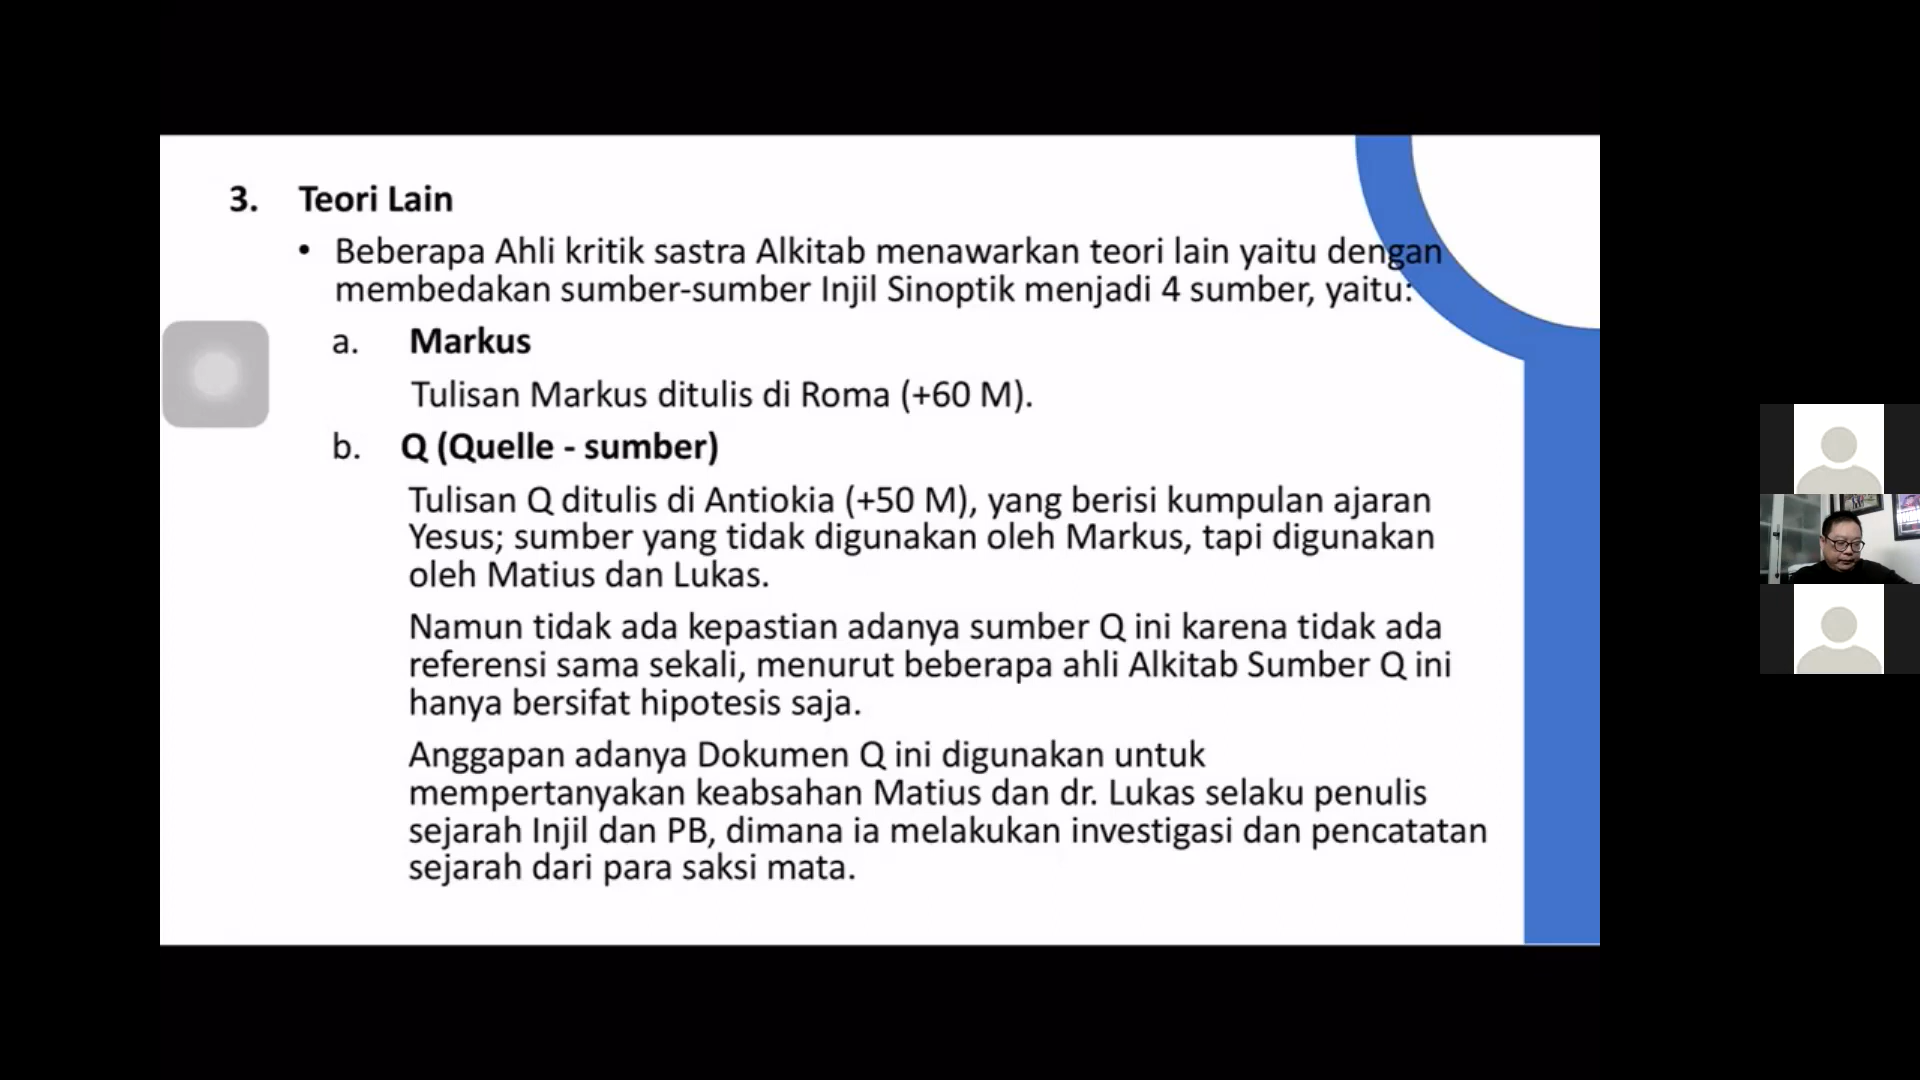 3. Teori Lain
• Beberapa Ahli kritik sastra Alkitab menawarkan teori lain yaitu dengan
membedakan sumber-sumber Injil Sinoptik menjadi 4 sumber, yaitu:
a. Markus
Tulisan Markus ditulis di Roma (+60 M).
b. Q (Quelle - sumber)
Tulisan Q ditulis di Antiokia (+50 M), yang berisi kumpulan ajaran
Yesus; sumber yang tidak digunakan oleh Markus, tapi digunakan
oleh Matius dan Lukas.
Namun tidak ada kepastian adanya sumber Q ini karena tidak ada
referensi sama sekali, menurut beberapa ahli Alkitab Sumber Q ini
hanya bersifat hipotesis saja.
Anggapan adanya Dokumen Q ini digunakan untuk
mempertanyakan keabsahan Matius dan dr. Lukas selaku penulis
sejarah Injil dan PB, dimana ia melakukan investigasi dan pencatatan
sejarah dari para saksi mata.